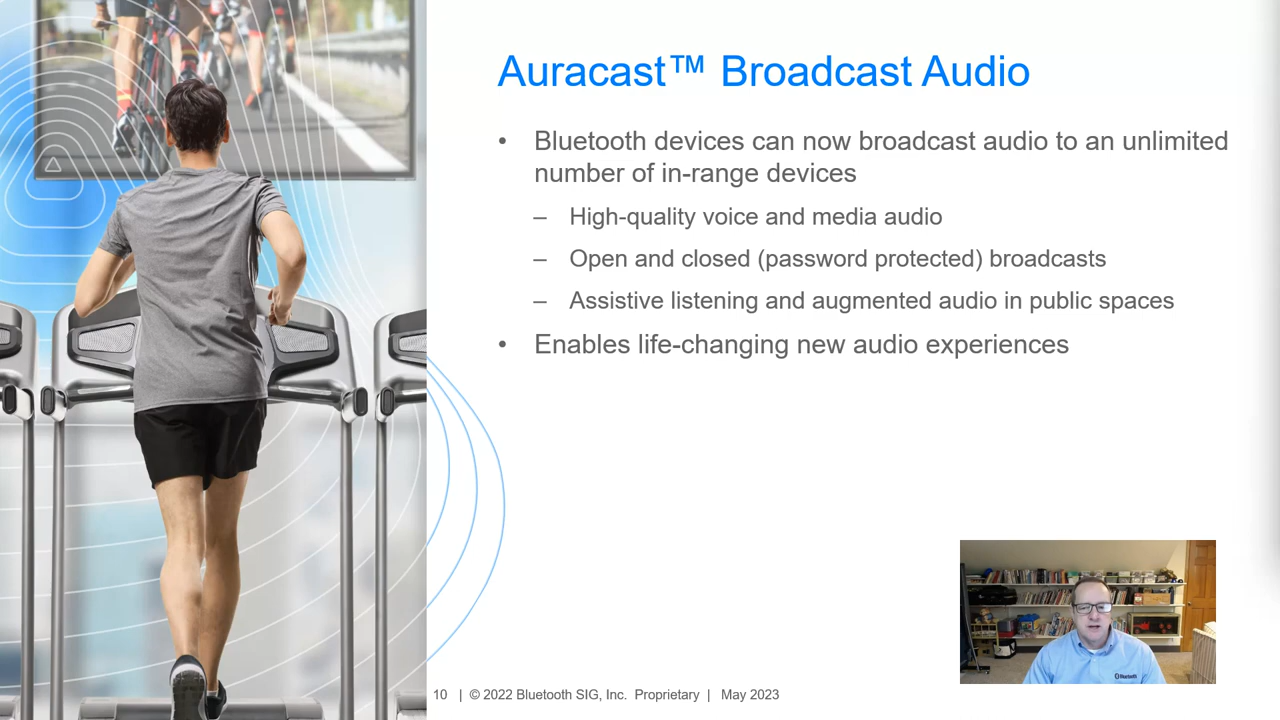 Auracast™ Broadcast Audio
• Bluetooth devices can now broadcast audio to an unlimited
number of in-range devices
– High-quality voice and media audio
– Open and closed (password protected) broadcasts
– Assistive listening and augmented audio in public spaces
• Enables life-changing new audio experiences
Bluetooth
10 | © 2022 Bluetooth SIG, Inc. Proprietary | May 2023